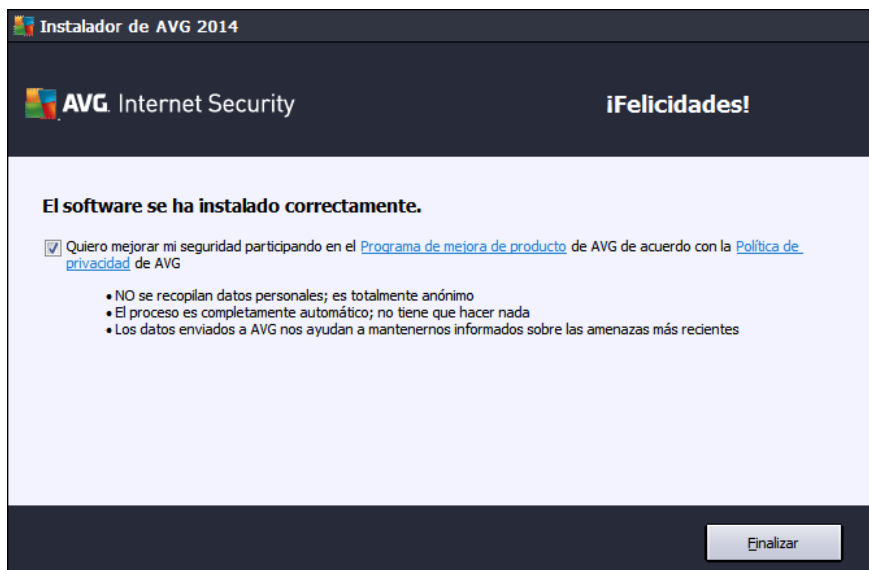 Instalador de AVG 2014
AVG. Internet Security
¡Felicidades!
El software se ha instalado correctamente.
Quiero mejorar mi seguridad participando en el Programa de mejora de producto de AVG de acuerdo con la Política de
privacidad de AVG
• NO se recopilan datos personales; es totalmente anónimo
• El proceso es completamente automático; no tiene que hacer nada
• Los datos enviados a AVG nos ayudan a mantenernos informados sobre las amenazas más recientes
Finalizar